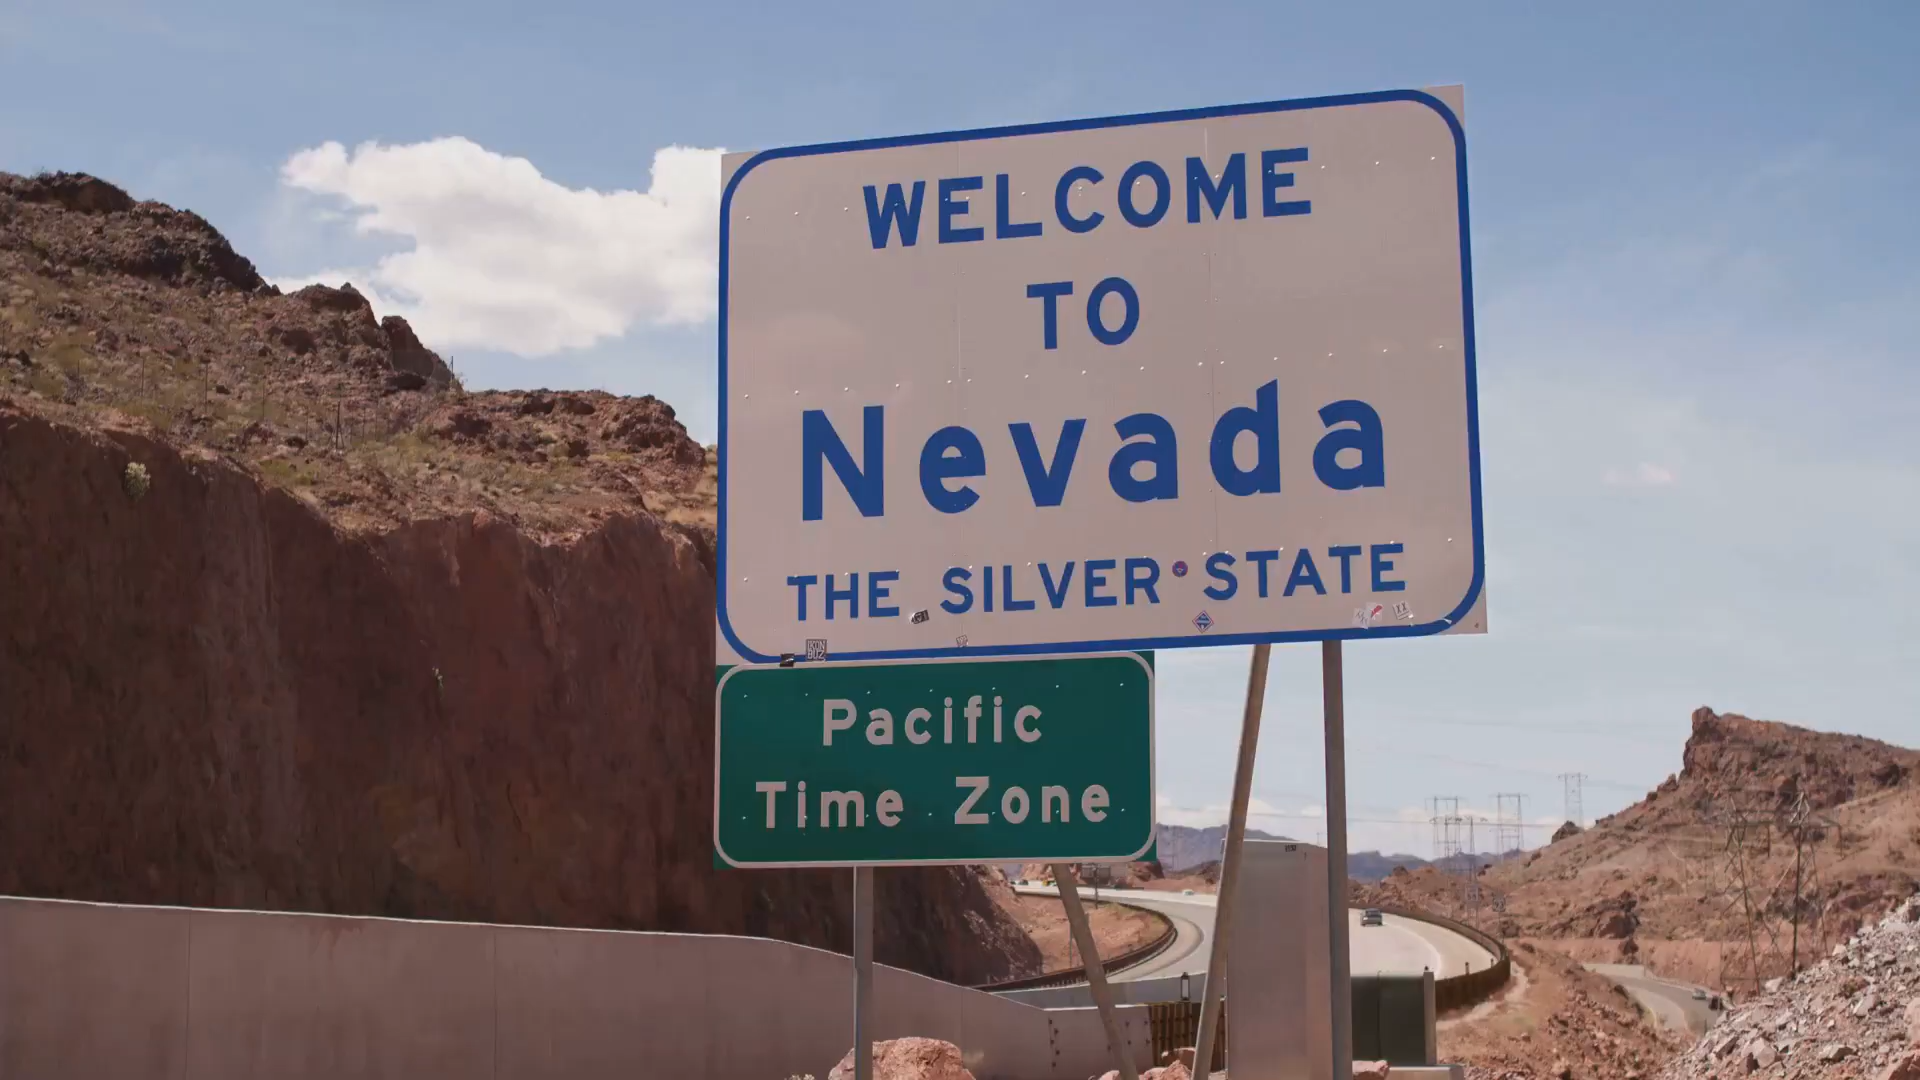 WELCOME
TO
Nevada
THE SILVER STATE
Pacific
Time Zone